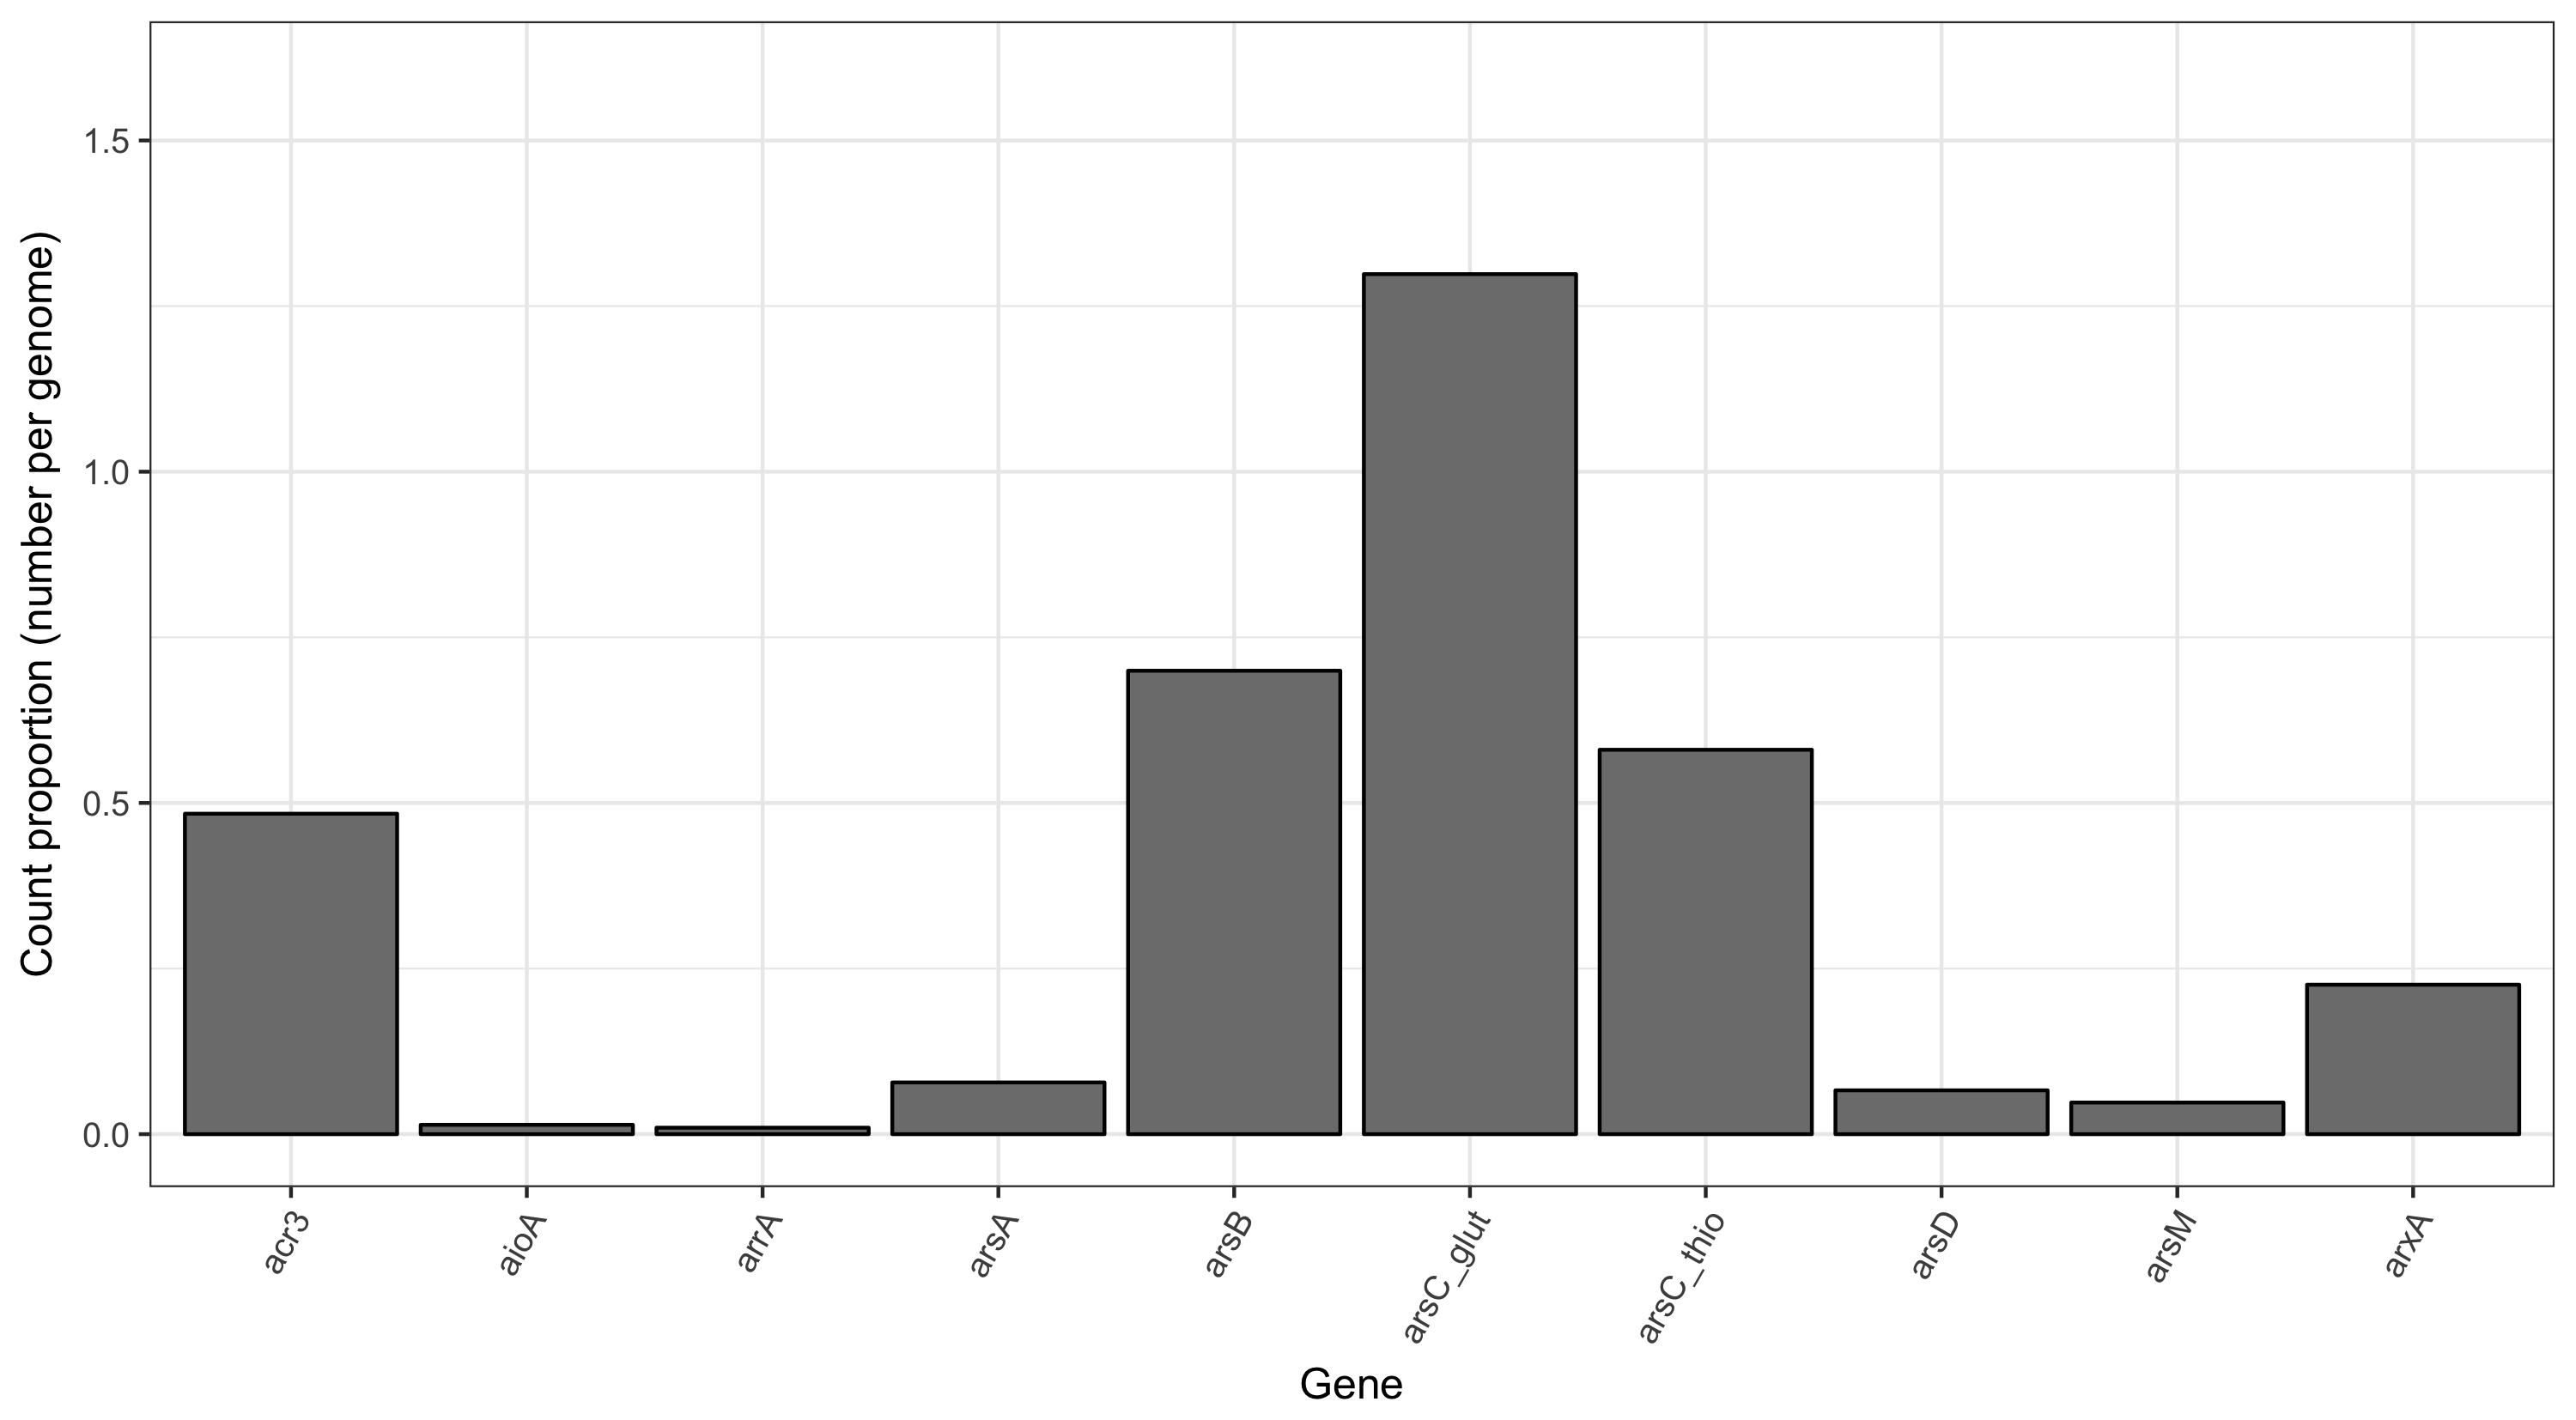 Count proportion (number per genome)
1.5
1.0
0.5
0.0
acr3
aioA
arrA
arsA
arsB
arsC_glut
arsC_thio
arsD
arsM
arxA
Gene